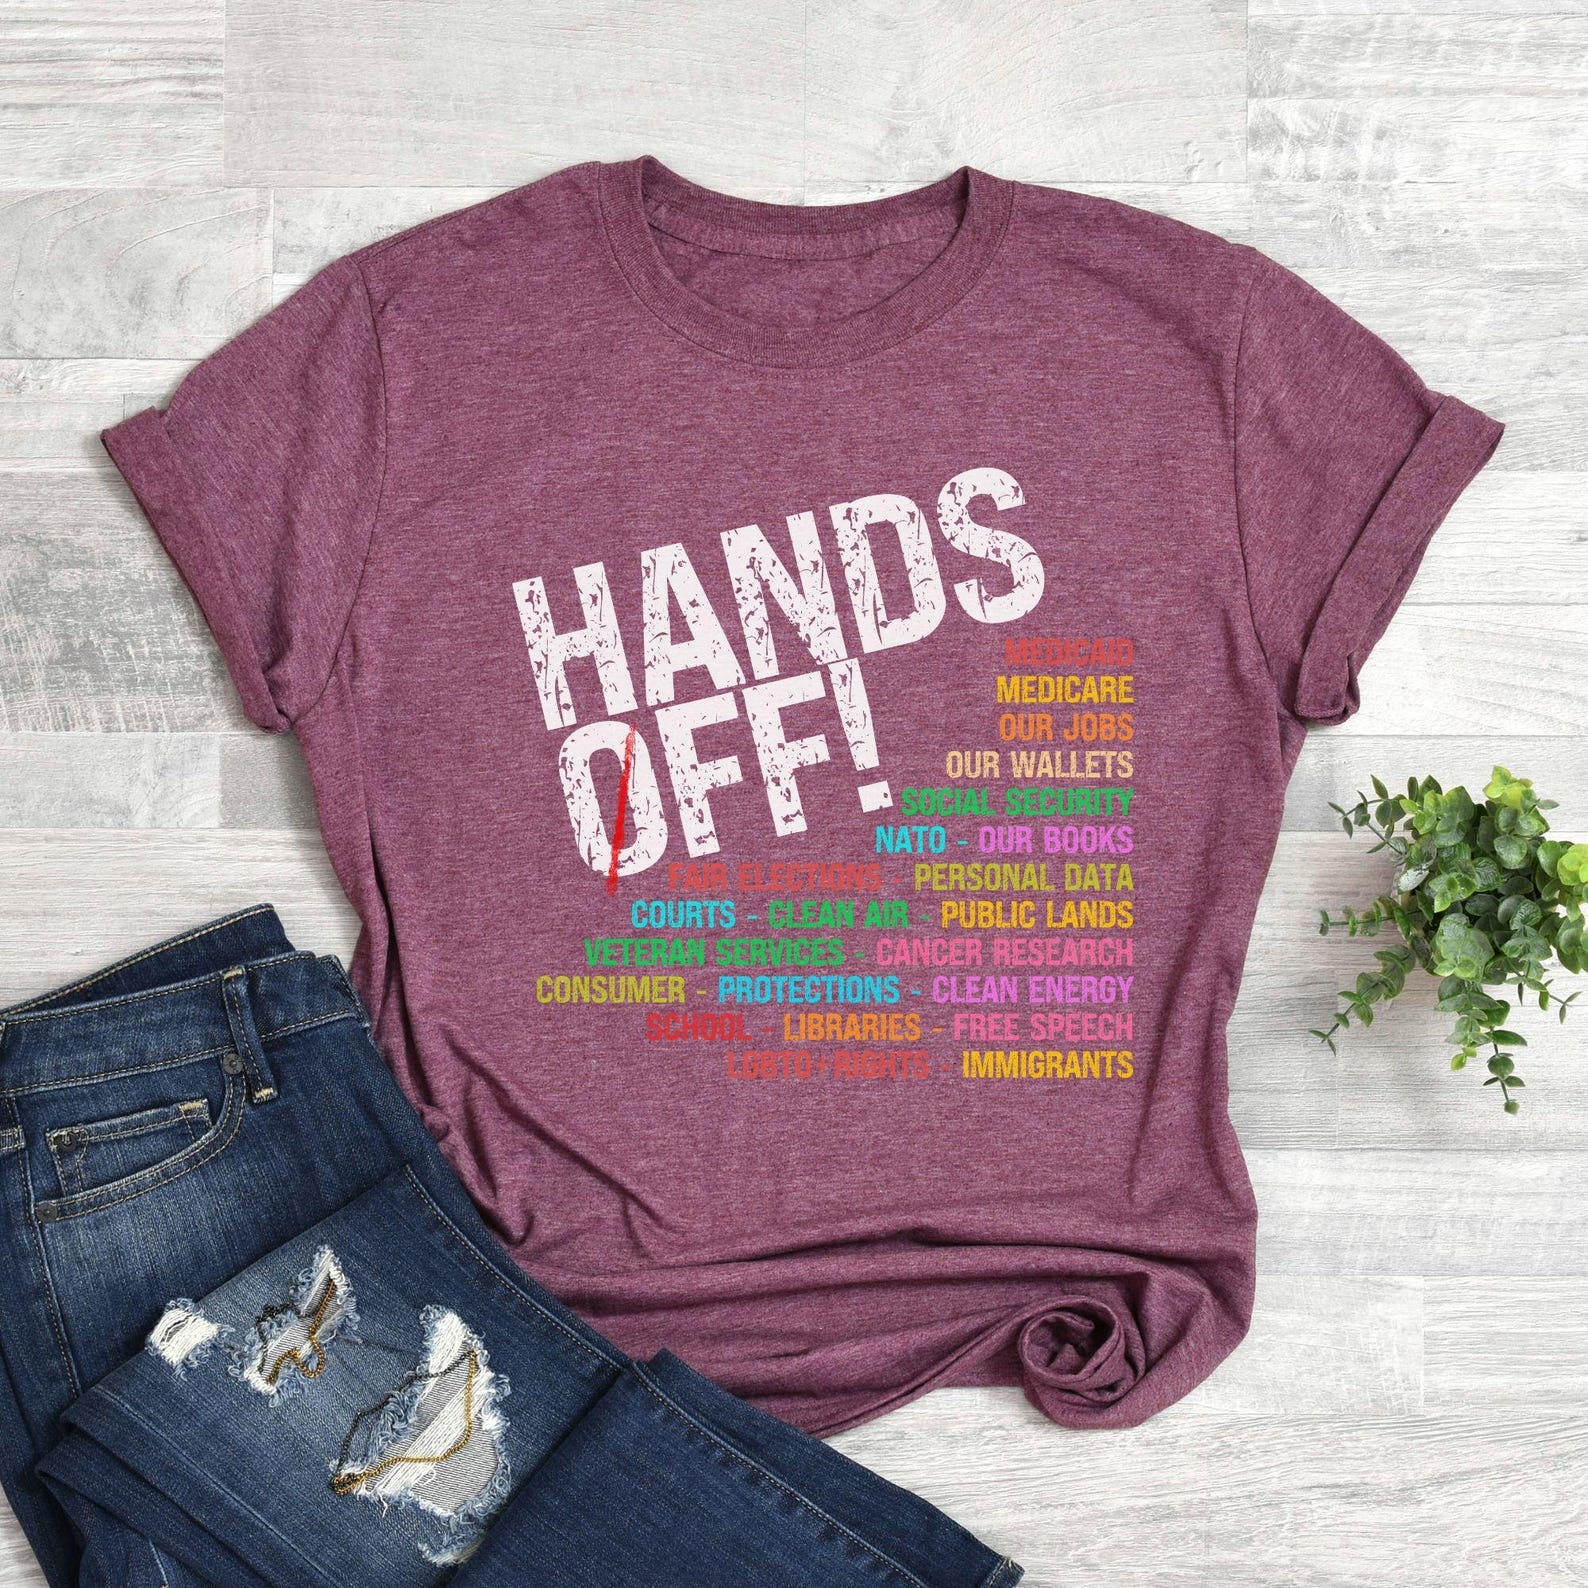 HANDS
OFF!
MEDICAID
MEDICARE
OUR JOBS
OUR WALLETS
SOCIAL SECURITY
NATO - OUR BOOKS
FAIR ELECTIONS - PERSONAL DATA
COURTS - CLEAN AIR - PUBLIC LANDS
VETERAN SERVICES - CANCER RESEARCH
CONSUMER - PROTECTIONS - CLEAN ENERGY
SCHOOL - LIBRARIES - FREE SPEECH
LGBTQ+RIGHTS - IMMIGRANTS